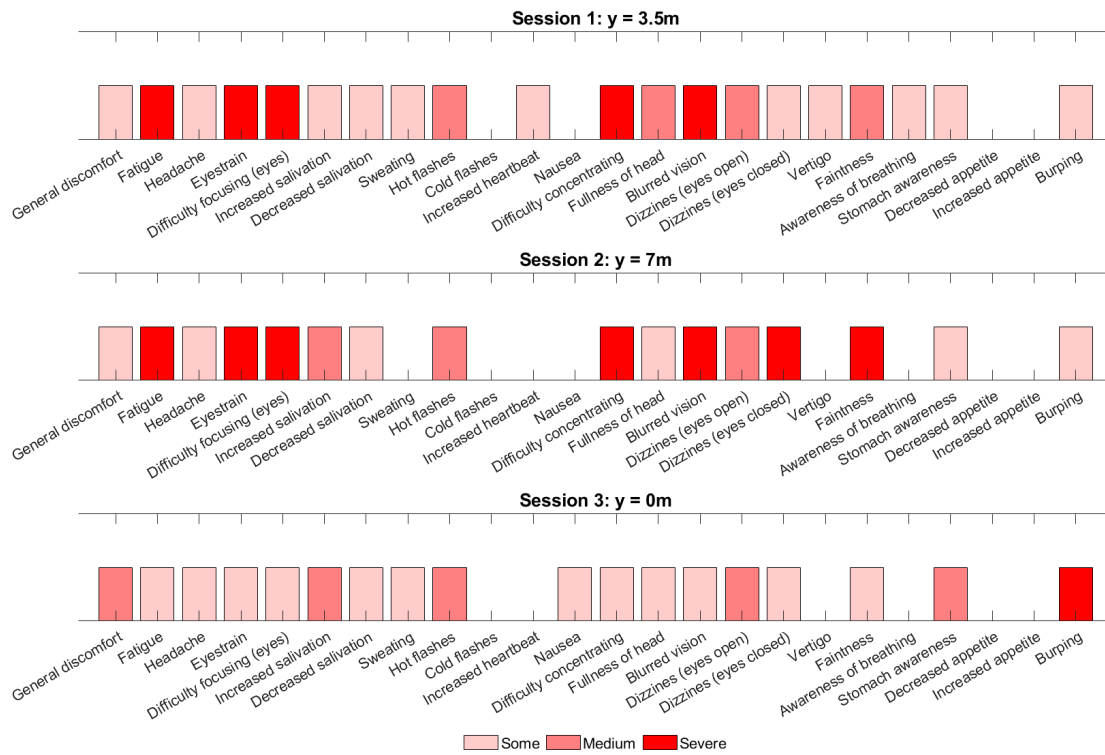 Session 1: y = 3.5m
General discomfort
Fatigue
Headache
Eyestrain
Difficulty focusing (eyes)
Increased salivation
Decreased salivation
Sweating
Hot flashes
Cold flashes
Increased heartbeat
Nausea
Difficulty concentrating
Fullness of head
Blurred vision
Dizzines (eyes open)
Dizzines (eyes closed)
Vertigo
Faintness
Awareness of breathing
Stomach awareness
Decreased appetite
Increased appetite
Burping
Session 2: y = 7m
General discomfort
Fatigue
Headache
Eyestrain
Difficulty focusing (eyes)
Increased salivation
Decreased salivation
Sweating
Hot flashes
Cold flashes
Increased heartbeat
Nausea
Difficulty concentrating
Fullness of head
Blurred vision
Dizzines (eyes open)
Dizzines (eyes closed)
Vertigo
Faintness
Awareness of breathing
Stomach awareness
Decreased appetite
Increased appetite
Burping
Session 3: y = 0m
General discomfort
Fatigue
Headache
Eyestrain
Difficulty focusing (eyes)
Increased salivation
Decreased salivation
Sweating
Hot flashes
Cold flashes
Increased heartbeat
Nausea
Difficulty concentrating
Fullness of head
Blurred vision
Dizzines (eyes open)
Dizzines (eyes closed)
Vertigo
Faintness
Awareness of breathing
Stomach awareness
Decreased appetite
Increased appetite
Burping
Some Medium Severe